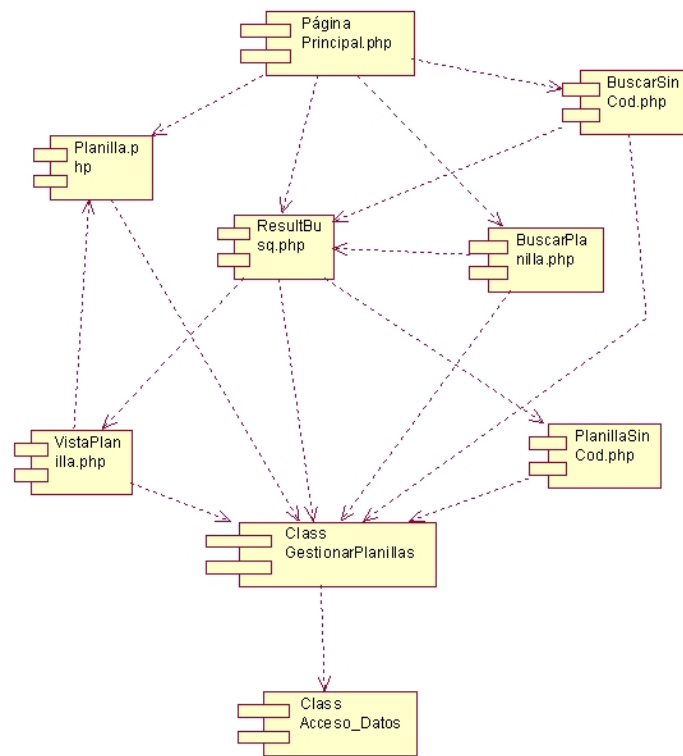 Página
Principal.php
BuscarSin
Cod.php
Planilla.p
hp
ResultBu
sq.php
BuscarPla
nilla.php
VistaPlan
illa.php
PlanillaSin
Cod.php
Class
GestionarPlanillas
Class
Acceso_Datos